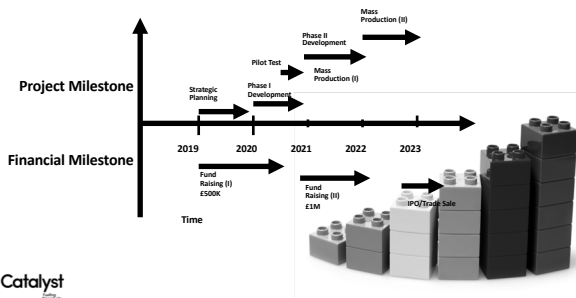 Mass
Production (II)
Phase II
Development
Pilot Test
Mass
Production (I)
Project Milestone
Strategic
Planning
Phase I
Development
2019
2020
2021
2022
2023
Financial Milestone
Fund
Raising (I)
£500K
Fund
Raising (II)
£1M
IPO/Trade Sale
Time
Catalyst